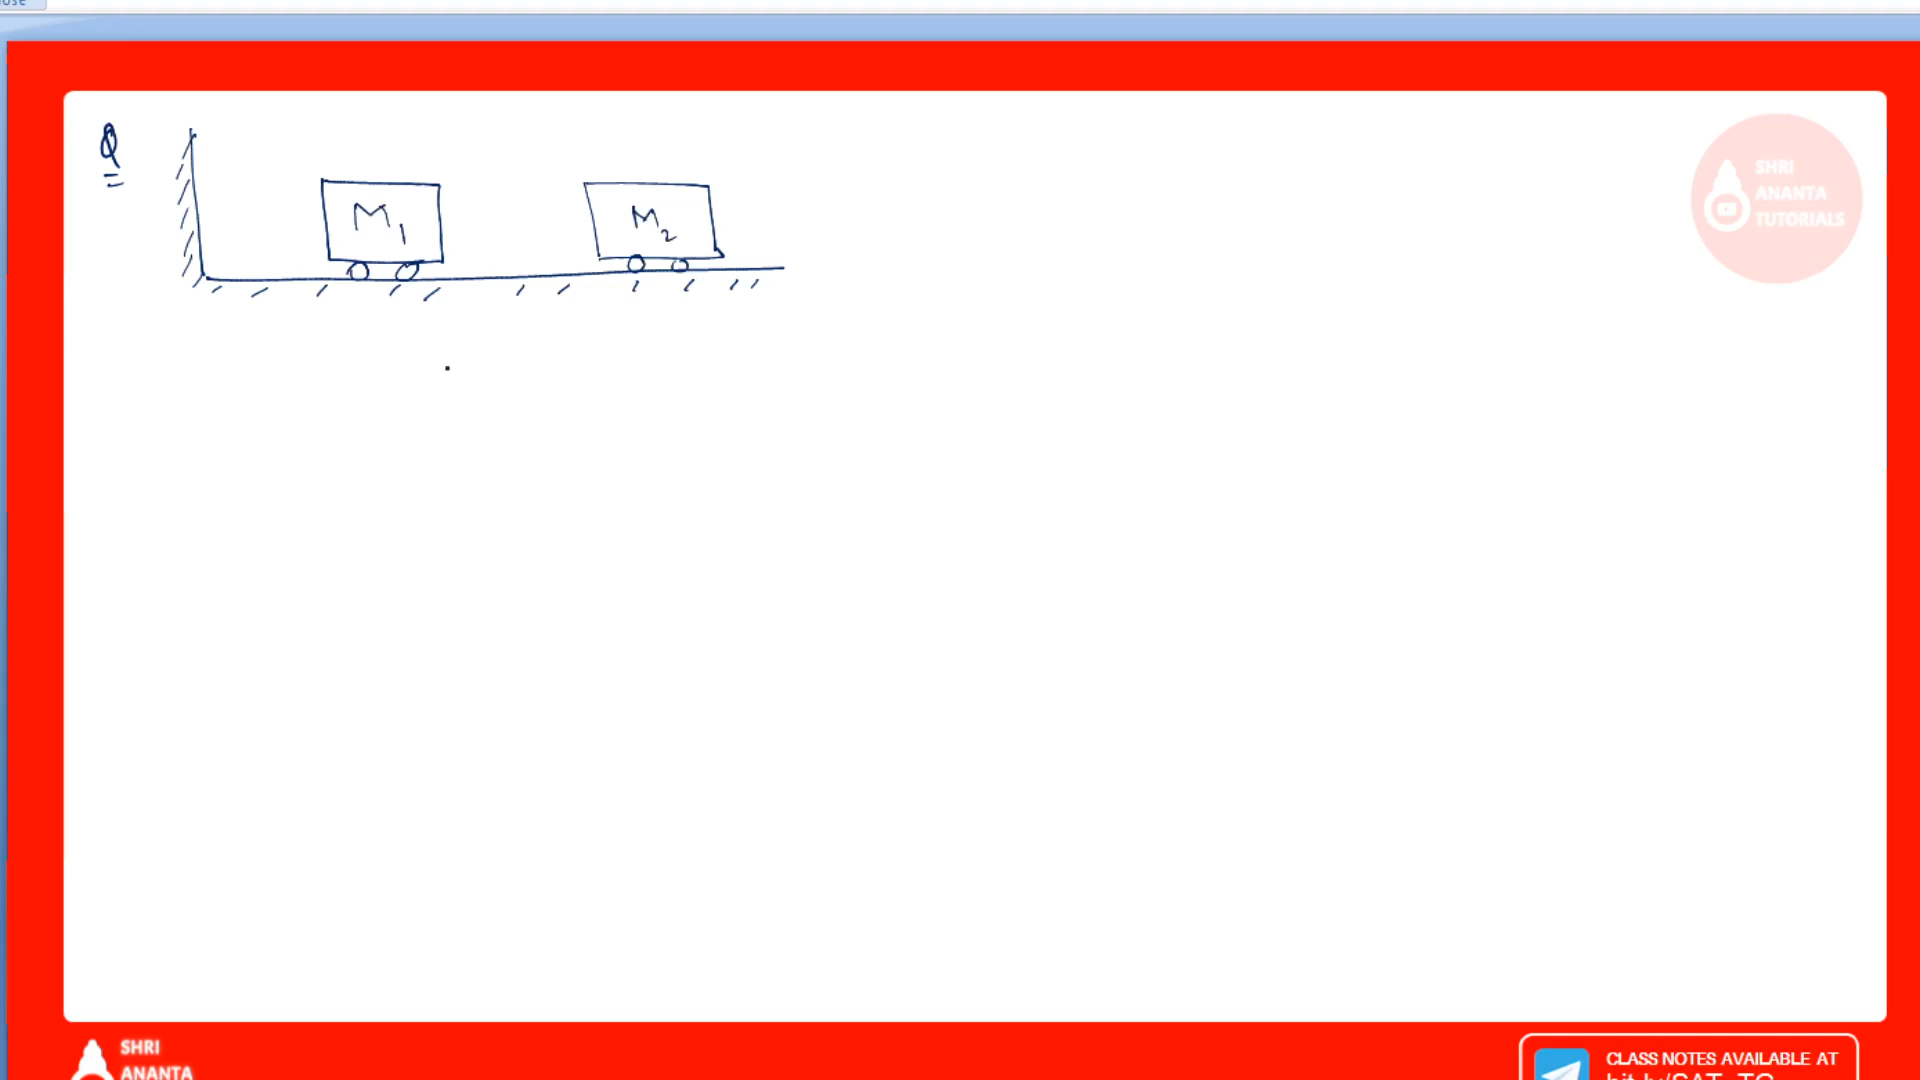 Q
M1
M2
SHRI
ANANTA
TUTORIALS
SHRI
ANANTA
CLASS NOTES AVAILABLE AT